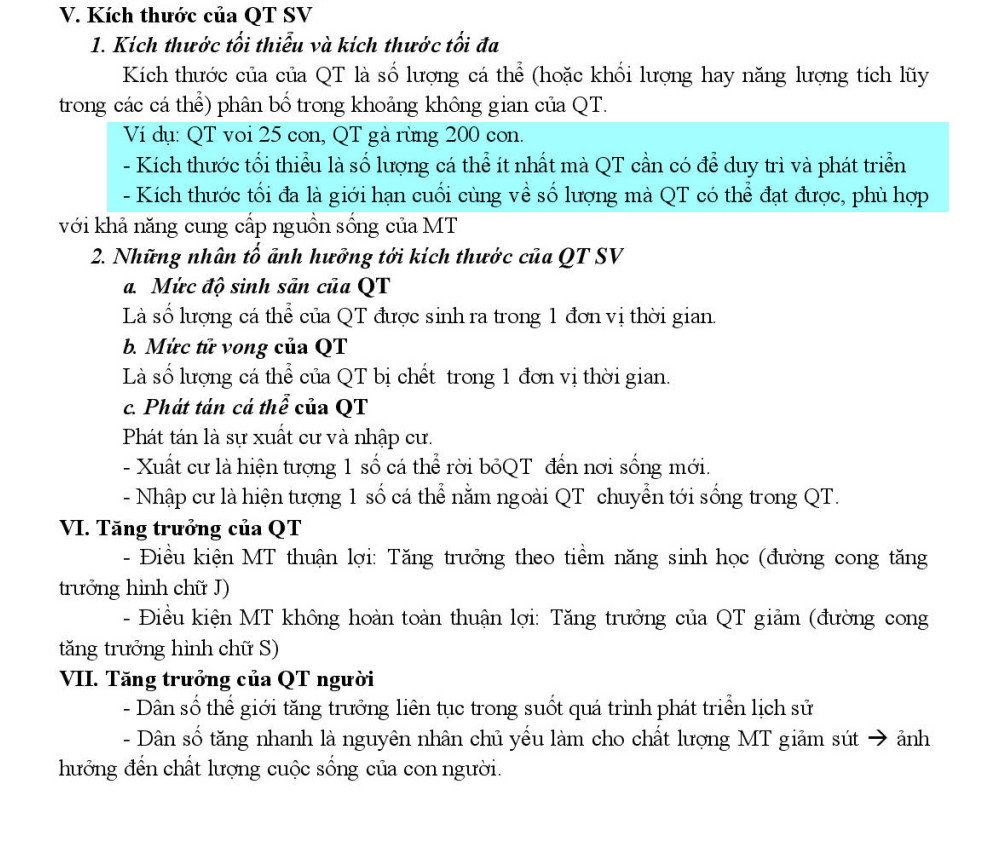 V. Kích thước của QT SV
1. Kích thước tối thiểu và kích thước tối đa
Kích thước của của QT là số lượng cá thể (hoặc khối lượng hay năng lượng tích lũy
trong các cá thể) phân bố trong khoảng không gian của QT.
Ví dụ: QT voi 25 con, QT gà rừng 200 con.
- Kích thước tối thiểu là số lượng cá thể ít nhất mà QT cần có để duy trì và phát triển
- Kích thước tối đa là giới hạn cuối cùng về số lượng mà QT có thể đạt được, phù hợp
với khả năng cung cấp nguồn sống của MT
2. Những nhân tố ảnh hưởng tới kích thước của QT SV
a. Mức độ sinh sản của QT
Là số lượng cá thể của QT được sinh ra trong 1 đơn vị thời gian.
b. Mức tử vong của QT
Là số lượng cá thể của QT bị chết trong 1 đơn vị thời gian.
c. Phát tán cá thể của QT
Phát tán là sự xuất cư và nhập cư.
- Xuất cư là hiện tượng 1 số cá thể rời bỏQT đến nơi sống mới.
- Nhập cư là hiện tượng 1 số cá thể nằm ngoài QT chuyển tới sống trong QT.
VI. Tăng trưởng của QT
- Điều kiện MT thuận lợi: Tăng trưởng theo tiềm năng sinh học (đường cong tăng
trưởng hình chữ J)
- Điều kiện MT không hoàn toàn thuận lợi: Tăng trưởng của QT giảm (đường cong
tăng trưởng hình chữ S)
VII. Tăng trưởng của QT người
- Dân số thế giới tăng trưởng liên tục trong suốt quá trình phát triển lịch sử
- Dân số tăng nhanh là nguyên nhân chủ yếu làm cho chất lượng MT giảm sút → ảnh
hưởng đến chất lượng cuộc sống của con người.